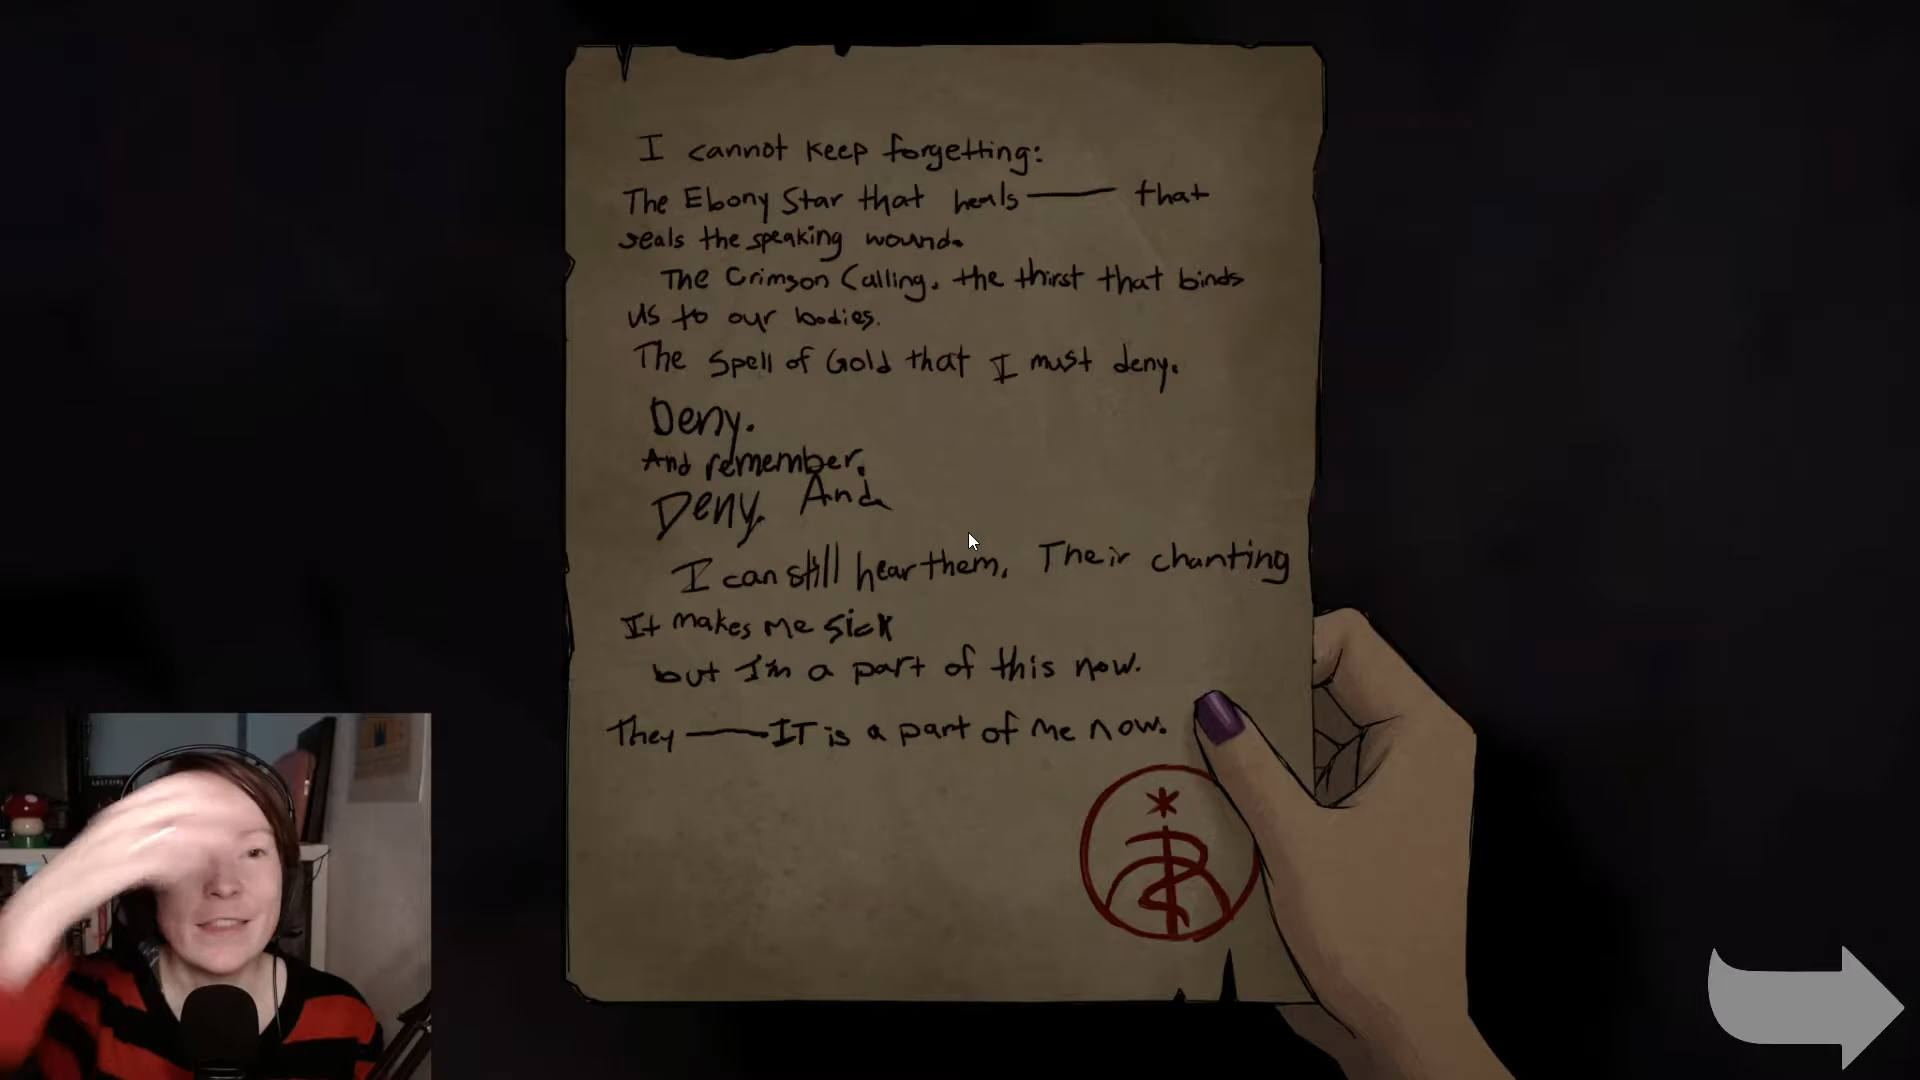 I cannot keep forgetting:
The Ebony Star that heals —— that
seals the speaking wound.
The Crimson Calling, the thirst that binds
us to our bodies.
The Spell of Gold that I must deny.
Deny.
And remember.
Deny. And
I can still hear them. Their chanting
It makes me sick
but I'm a part of this now.
They —— IT is a part of me now.